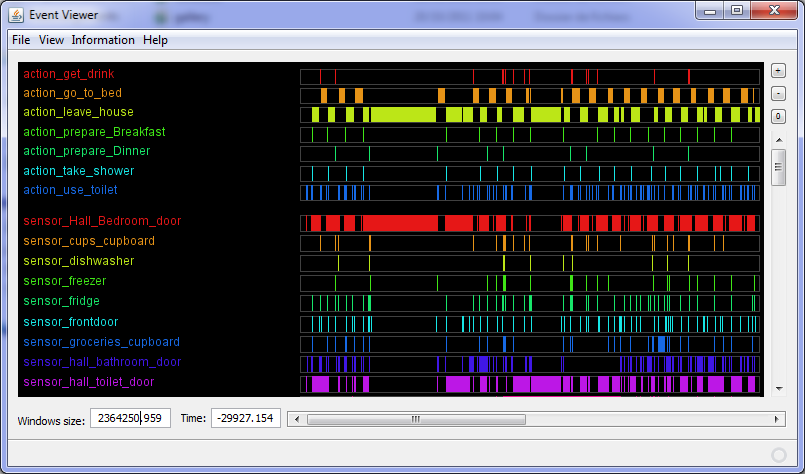 Event Viewer
File View Information Help
action_get_drink
action_go_to_bed
action_leave_house
action_prepare_Breakfast
action_prepare_Dinner
action_take_shower
action_use_toilet
sensor_Hall_Bedroom_door
sensor_cups_cupboard
sensor_dishwasher
sensor_freezer
sensor_fridge
sensor_frontdoor
sensor_groceries_cupboard
sensor_hall_bathroom_door
sensor_hall_toilet_door
+
-
0
Windows size: 2364250.959 Time: -29927.154